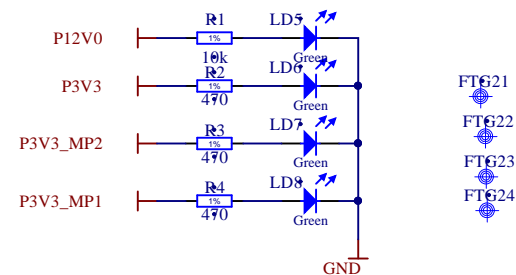 R1 LD5
P12V0 1%
10k Green
R2 LD6
P3V3 1% FTG21
470 Green
R3 LD7 FTG22
P3V3_MP2 1%
470 Green FTG23
R4 LD8
P3V3_MP1 1% FTG24
470 Green
GND